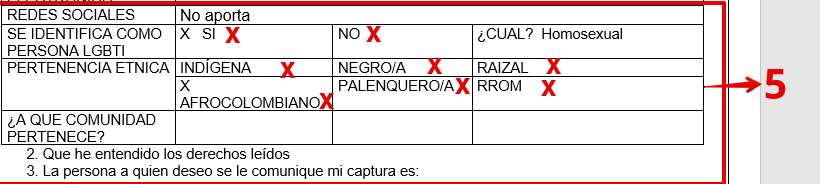 REDES SOCIALES No aporta
SE IDENTIFICA COMO X SI X NO X ¿CUAL? Homosexual
PERSONA LGBTI
PERTENENCIA ETNICA INDÍGENA X NEGRO/A X RAIZAL X
X PALENQUERO/A X RROM X
AFROCOLOMBIANO X
5
¿A QUE COMUNIDAD
PERTENECE?
2. Que he entendido los derechos leídos
3. La persona a quien deseo se le comunique mi captura es: